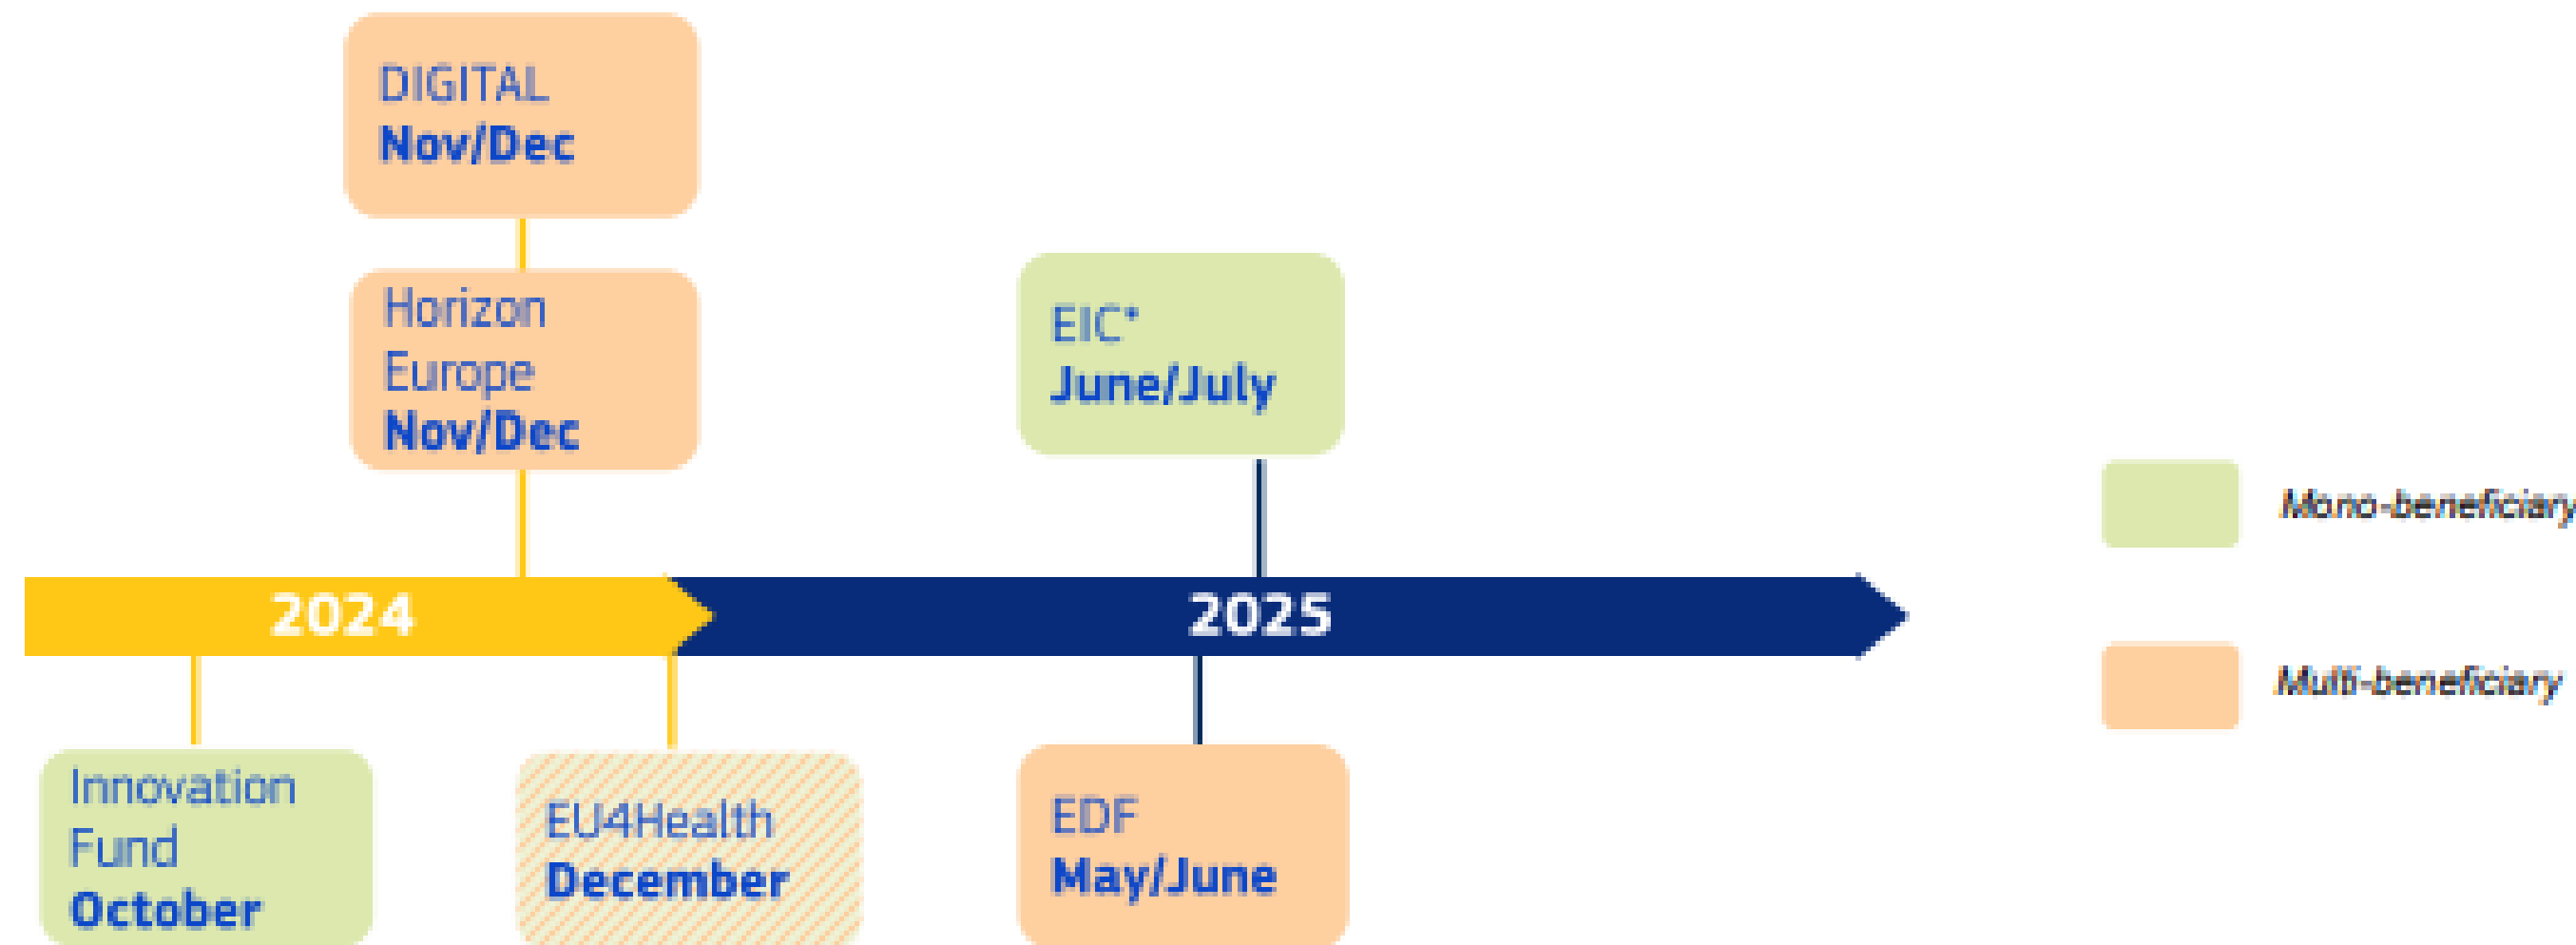 DIGITAL
Nov/Dec
Horizon
Europe
Nov/Dec
EIC*
June/July
Mono-beneficiary
2024
2025
Multi-beneficiary
Innovation
Fund
October
EU4Health
December
EDF
May/June